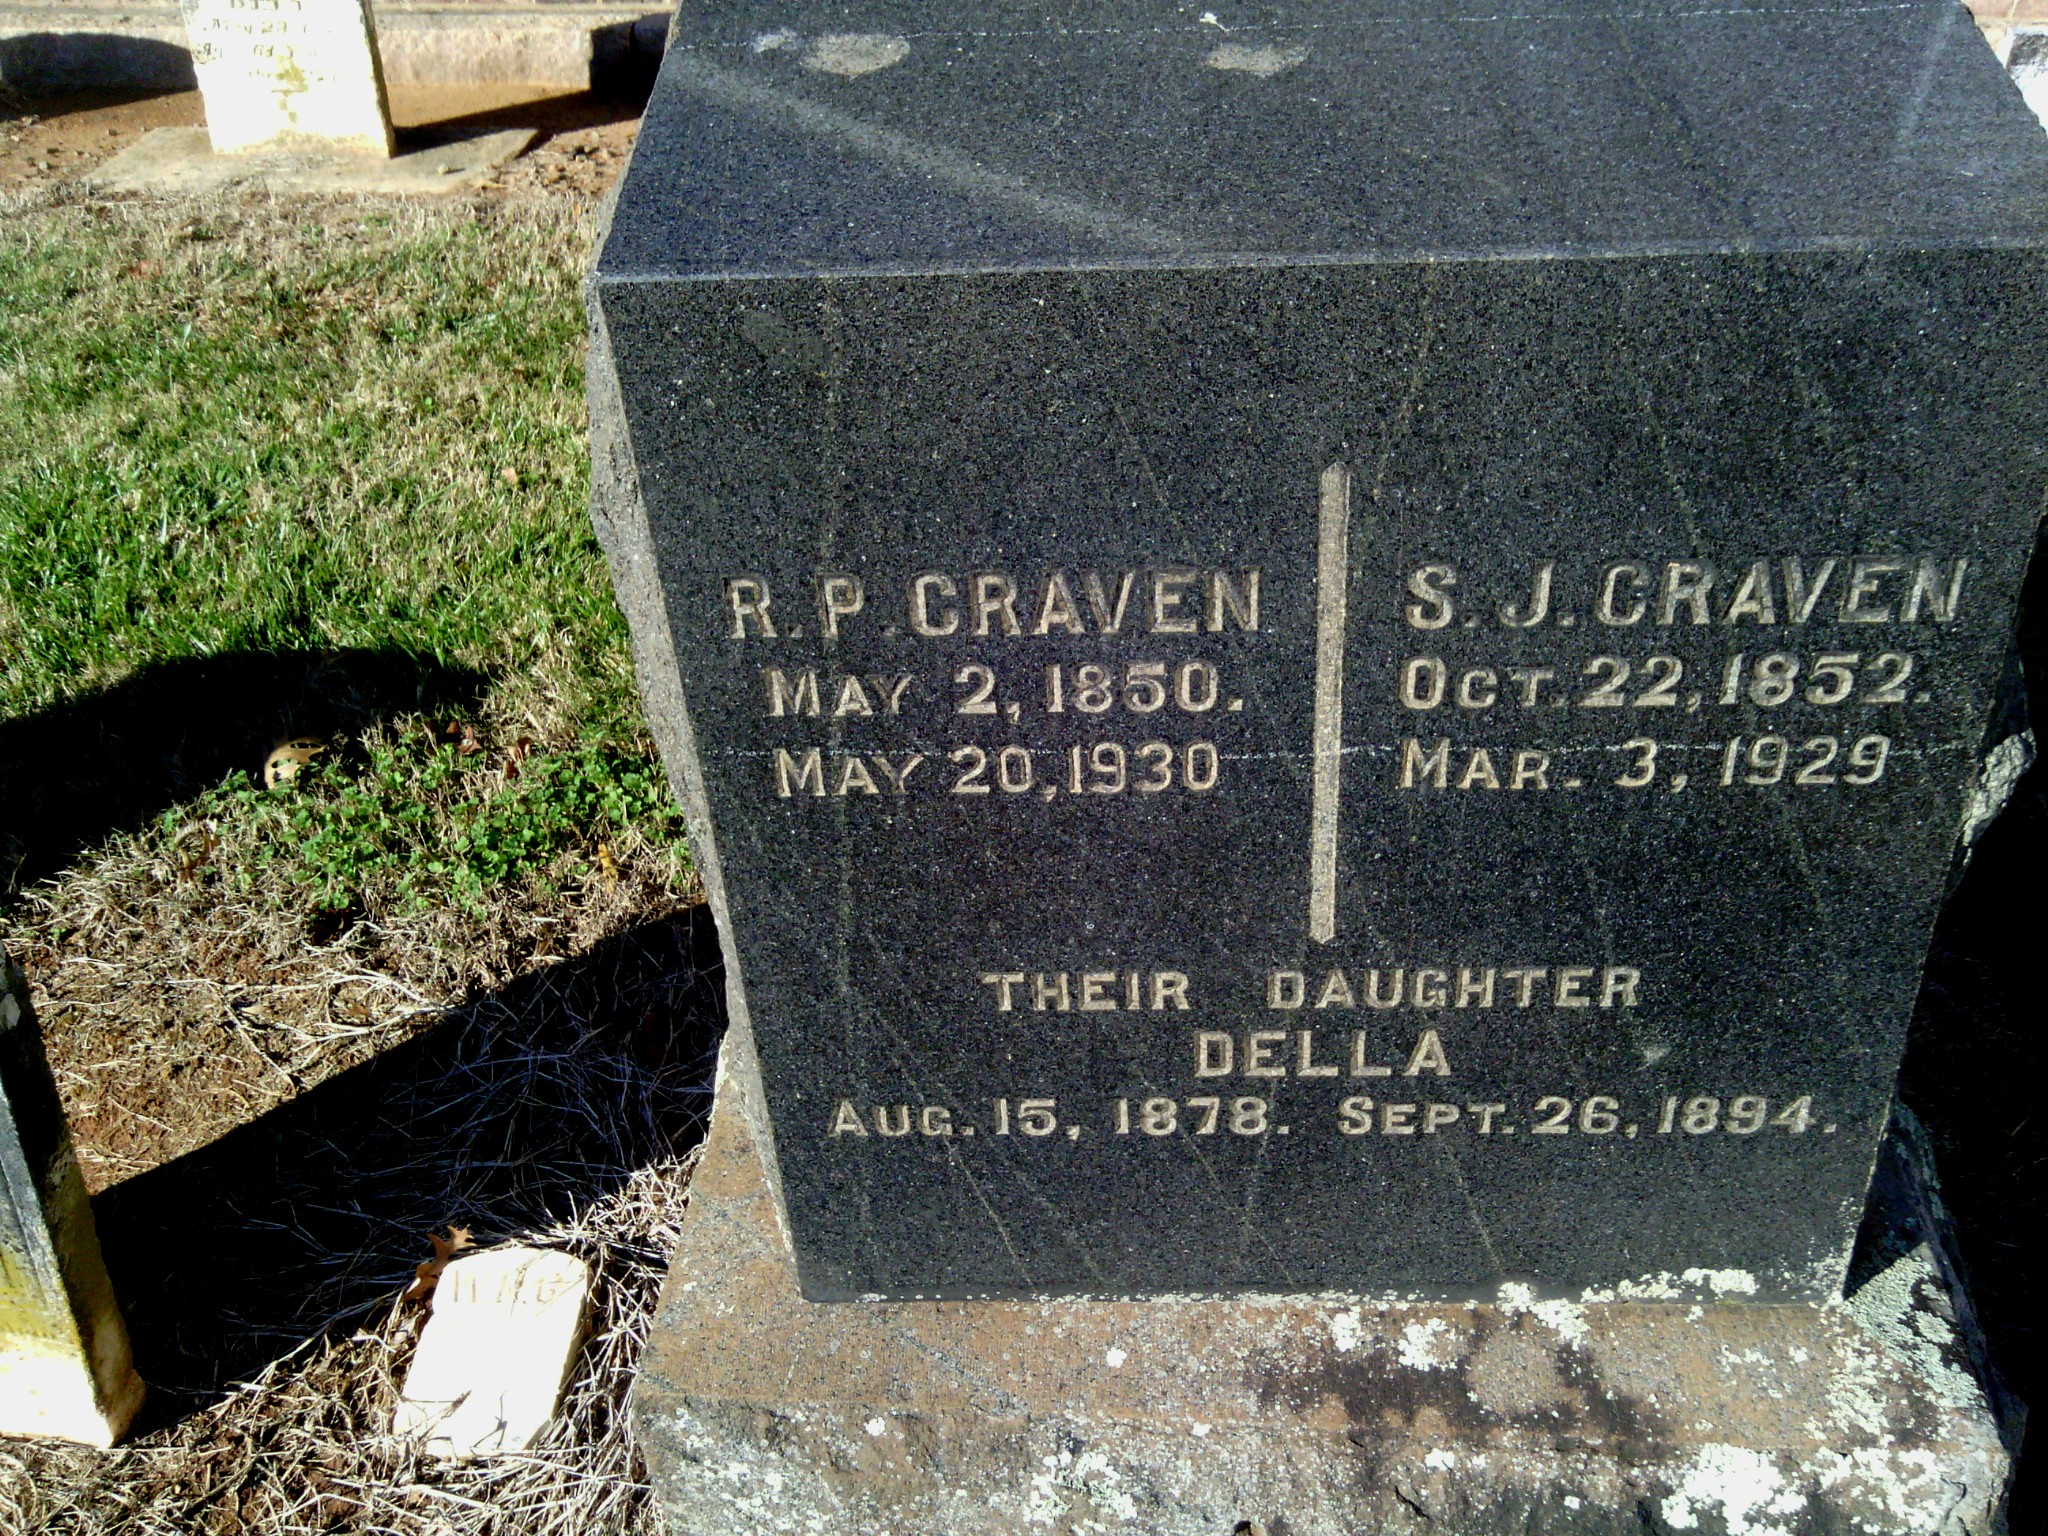 R. P. CRAVEN
MAY 2, 1850.
MAY 20, 1930
S. J. CRAVEN
OCT. 22, 1852.
MAR. 3, 1929
THEIR DAUGHTER
DELLA
AUG. 15, 1878. SEPT. 26, 1894.